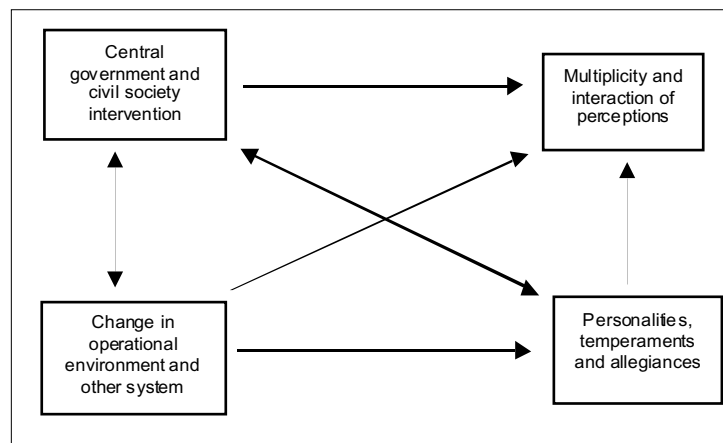 Central
government and
civil society
intervention
Multiplicity and
interaction of
perceptions
Change in
operational
environment and
other system
Personalities,
temperaments
and allegiances